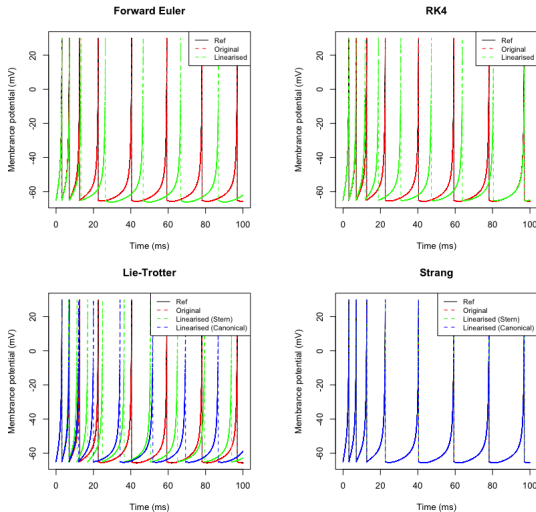 Forward Euler
Membrance potential (mV)
-60
-40
-20
0
20
0
20
40
60
80
100
Time (ms)
Ref
Original
Linearised
RK4
Membrance potential (mV)
-60
-40
-20
0
20
0
20
40
60
80
100
Time (ms)
Ref
Original
Linearised
Lie-Trotter
Membrance potential (mV)
-60
-40
-20
0
20
0
20
40
60
80
100
Time (ms)
Ref
Original
Linearised (Stern)
Linearised (Canonical)
Strang
Membrance potential (mV)
-60
-40
-20
0
20
0
20
40
60
80
100
Time (ms)
Ref
Original
Linearised (Stern)
Linearised (Canonical)